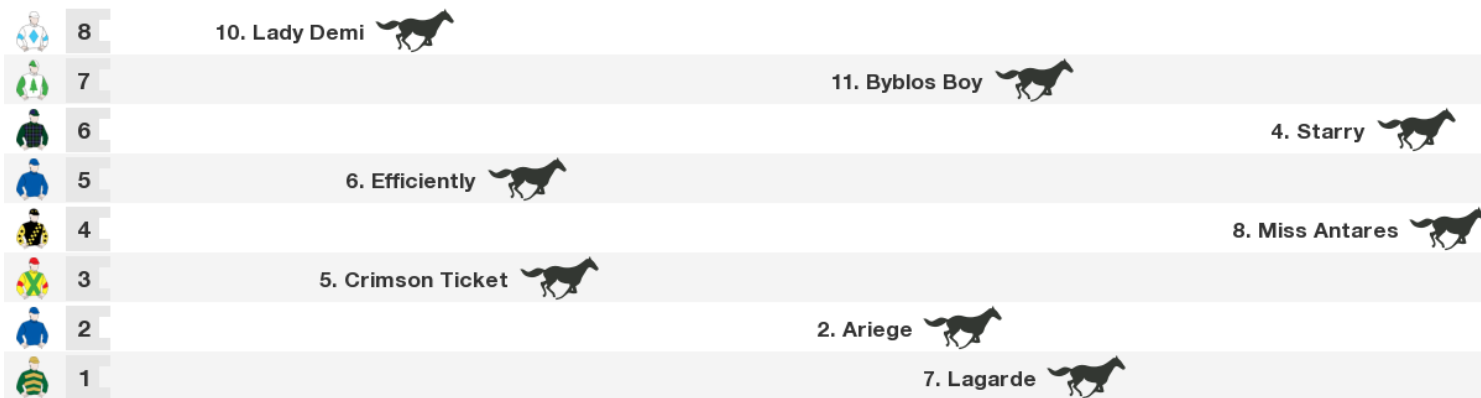 8 10. Lady Demi
7 11. Byblos Boy
6 4. Starry
5 6. Efficiently
4 8. Miss Antares
3 5. Crimson Ticket
2 2. Ariege
1 7. Lagarde